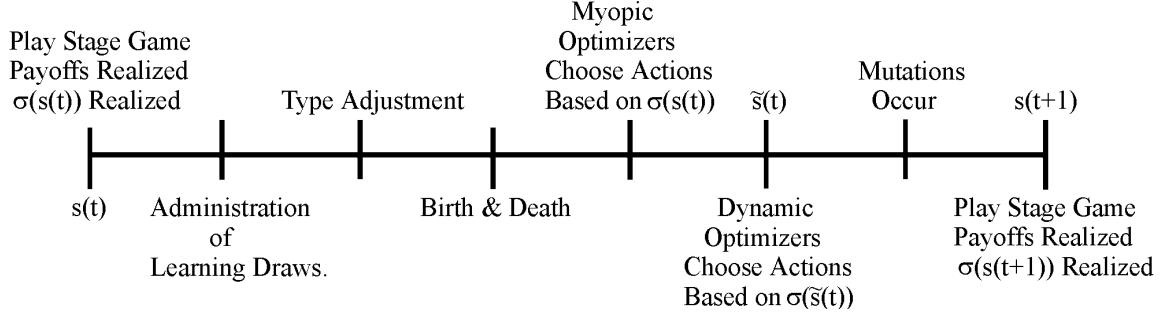 Play Stage Game
Payoffs Realized
σ(s(t)) Realized
s(t)
Administration
of
Learning Draws.
Type Adjustment
Birth & Death
Myopic
Optimizers
Choose Actions
Based on σ(s(t))
s̃(t)
Dynamic
Optimizers
Choose Actions
Based on σ(s̃(t))
Mutations
Occur
s(t+1)
Play Stage Game
Payoffs Realized
σ(s(t+1)) Realized